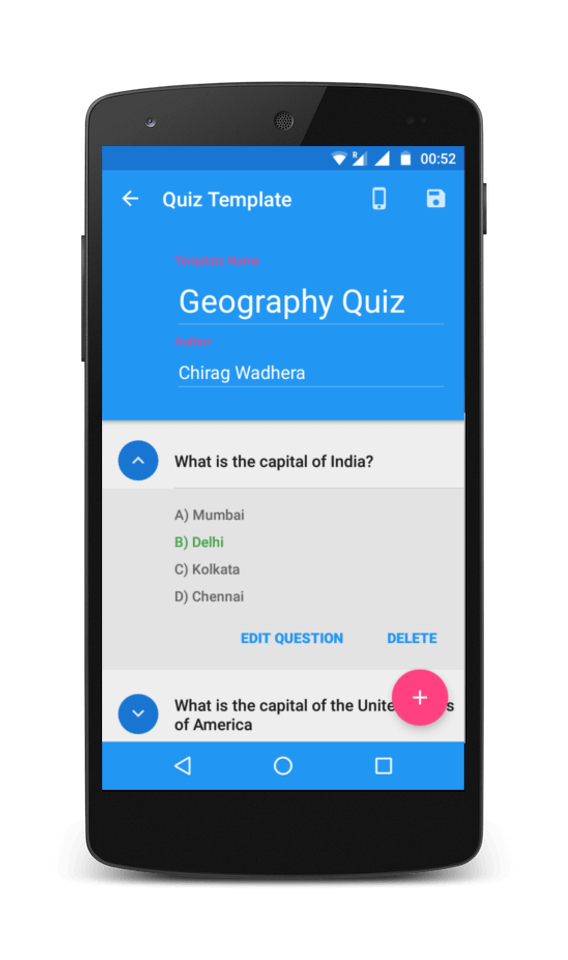 00:52
Quiz Template
Template Name
Geography Quiz
Author
Chirag Wadhera
What is the capital of India?
A) Mumbai
B) Delhi
C) Kolkata
D) Chennai
EDIT QUESTION DELETE
What is the capital of the Unite s
of America